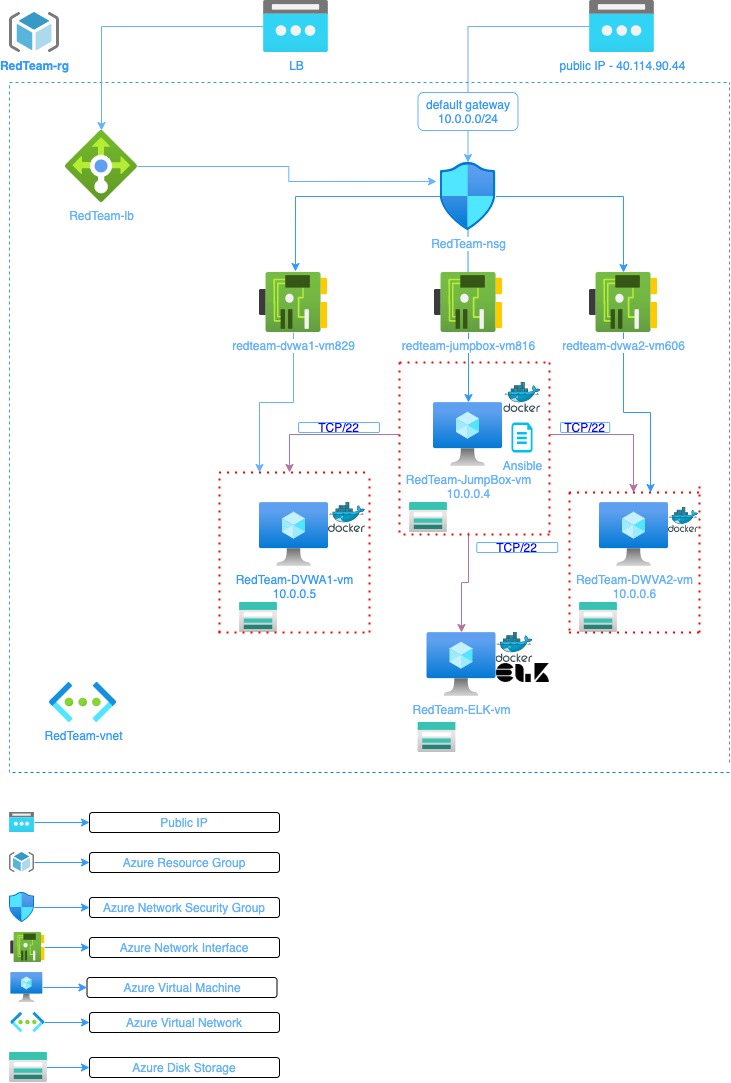 RedTeam-rg
LB
public IP - 40.114.90.44
default gateway
10.0.0.0/24
RedTeam-lb
RedTeam-nsg
redteam-dvwa1-vm829
redteam-jumpbox-vm816
redteam-dvwa2-vm606
docker
TCP/22
TCP/22
Ansible
RedTeam-JumpBox-vm
10.0.0.4
docker
docker
TCP/22
RedTeam-DVWA1-vm
10.0.0.5
RedTeam-DWVA2-vm
10.0.0.6
docker
ELK
RedTeam-ELK-vm
RedTeam-vnet
Public IP
Azure Resource Group
Azure Network Security Group
Azure Network Interface
Azure Virtual Machine
Azure Virtual Network
Azure Disk Storage